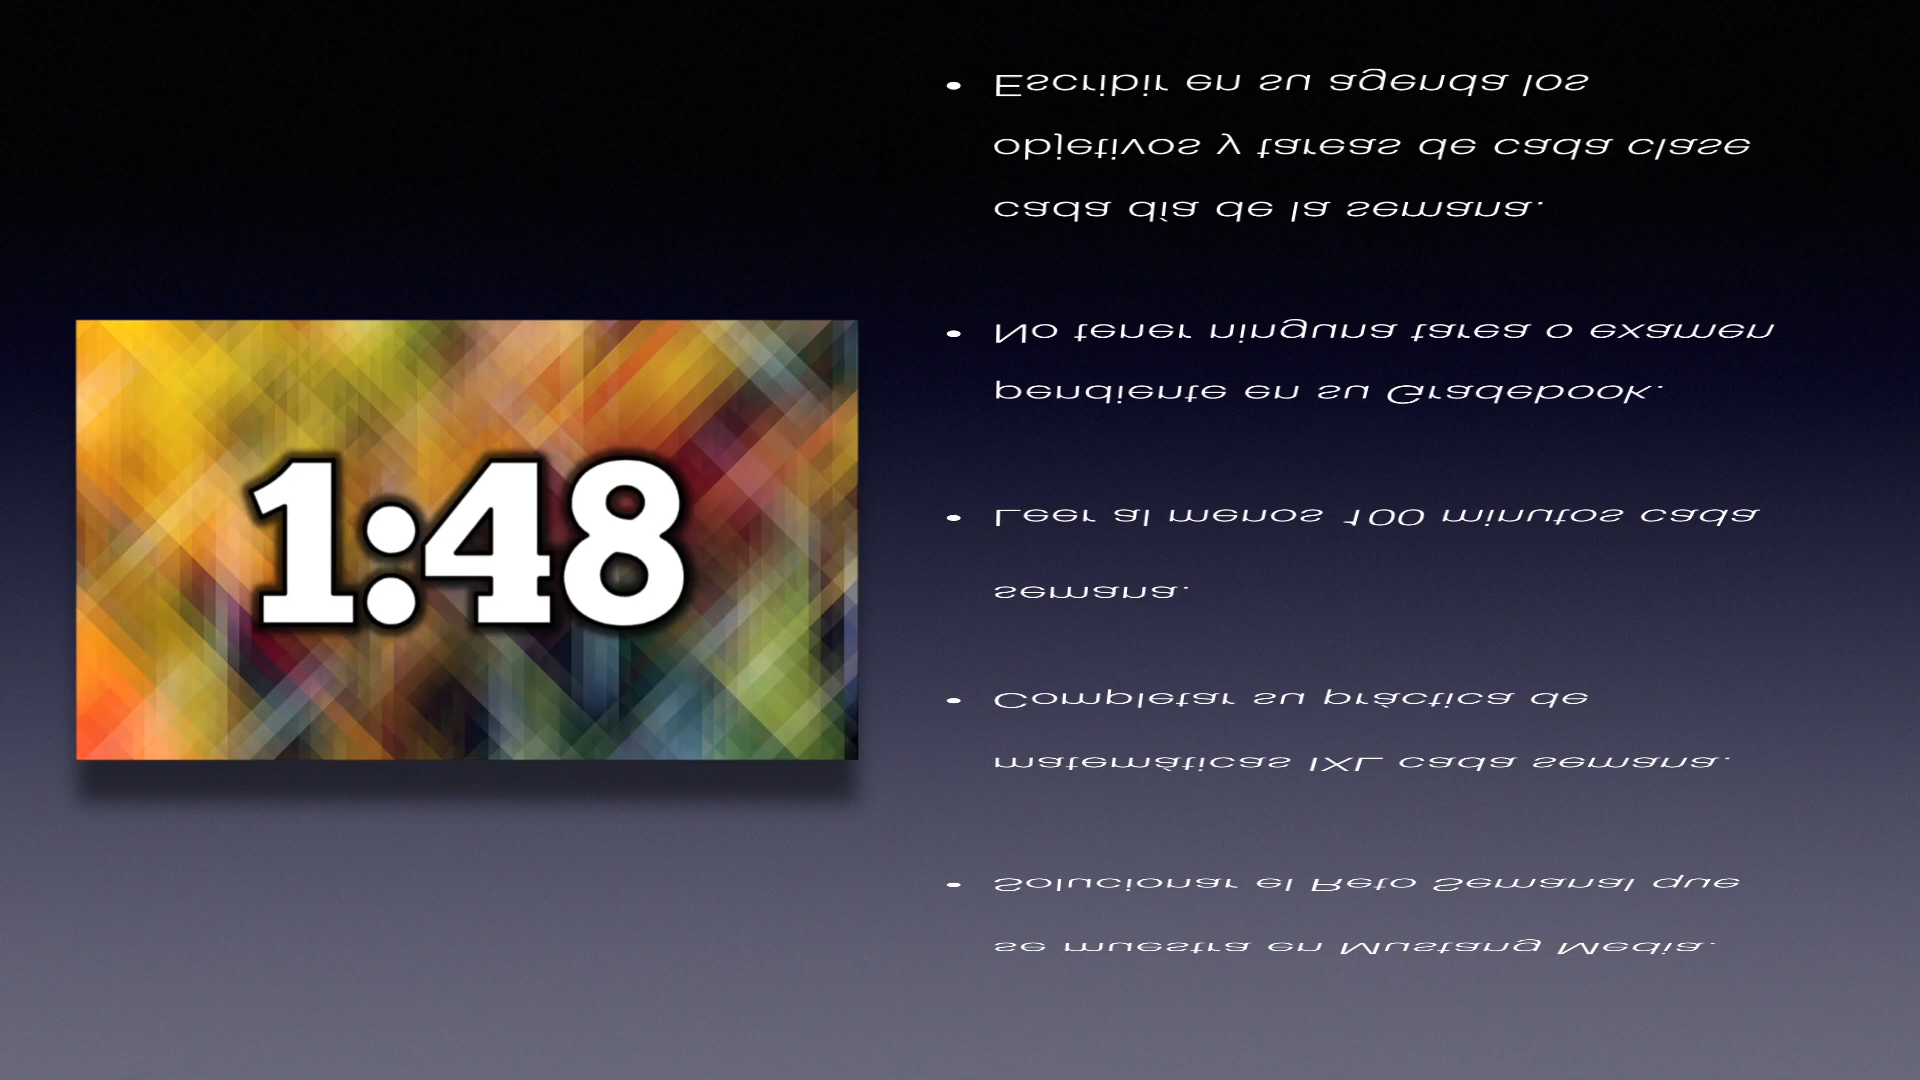 1:48
• Escribir en su agenda los
objetivos y tareas de cada clase
cada día de la semana.
• No tener ninguna tarea o examen
pendiente en su Gradebook.
• Leer al menos 100 minutos cada
semana.
• Completar su práctica de
matemáticas IXL cada semana.
• Solucionar el Reto Semanal que
se muestra en Mustang Media.